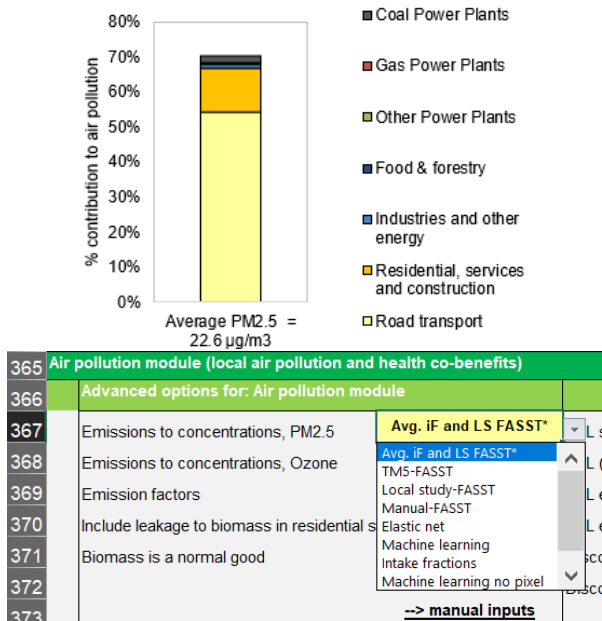 80%
70%
60%
50%
40%
30%
20%
10%
0%
% contribution to air pollution
Average PM2.5 =
22.6 µg/m3
Coal Power Plants
Gas Power Plants
Other Power Plants
Food & forestry
Industries and other
energy
Residential, services
and construction
Road transport
365 Air pollution module (local air pollution and health co-benefits)
366 Advanced options for: Air pollution module
367 Emissions to concentrations, PM2.5 Avg. iF and LS FASST*
368 Emissions to concentrations, Ozone
369 Emission factors
370 Include leakage to biomass in residential s
371 Biomass is a normal good
372
373 --> manual inputs
Avg. iF and LS FASST*
TM5-FASST
Local study-FASST
Manual-FASST
Elastic net
Machine learning
Intake fractions
Machine learning no pixel